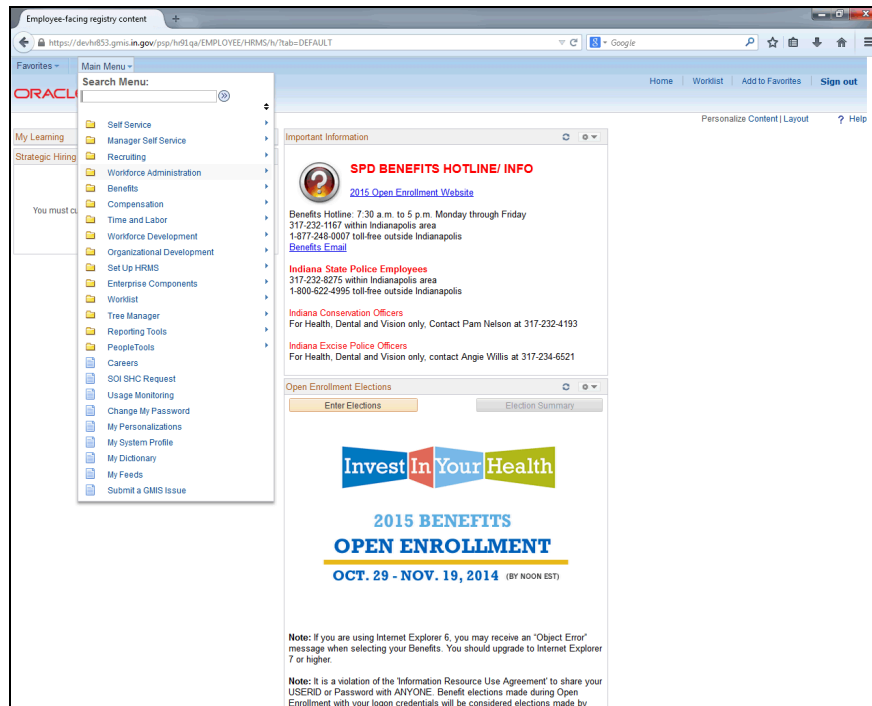 Employee-facing registry content
https://devhr853.gmis.in.gov/psp/hr91qa/EMPLOYEE/HRMS/h/?tab=DEFAULT
Google
Favorites
Main Menu
Home
Worklist
Add to Favorites
Sign out
ORACL
Search Menu:
Personalize Content | Layout
? Help
My Learning
Strategic Hiring
You must cu
Self Service
Manager Self Service
Recruiting
Workforce Administration
Benefits
Compensation
Time and Labor
Workforce Development
Organizational Development
Set Up HRMS
Enterprise Components
Worklist
Tree Manager
Reporting Tools
PeopleTools
Careers
SOI SHC Request
Usage Monitoring
Change My Password
My Personalizations
My System Profile
My Dictionary
My Feeds
Submit a GMIS Issue
Important Information
SPD BENEFITS HOTLINE/ INFO
2015 Open Enrollment Website
Benefits Hotline: 7:30 a.m. to 5 p.m. Monday through Friday
317-232-1167 within Indianapolis area
1-877-248-0007 toll-free outside Indianapolis
Benefits Email
Indiana State Police Employees
317-232-8275 within Indianapolis area
1-800-622-4995 toll-free outside Indianapolis
Indiana Conservation Officers
For Health, Dental and Vision only, Contact Pam Nelson at 317-232-4193
Indiana Excise Police Officers
For Health, Dental and Vision only, contact Angie Willis at 317-234-6521
Open Enrollment Elections
Enter Elections
Election Summary
Invest In Your Health
2015 BENEFITS
OPEN ENROLLMENT
OCT. 29 - NOV. 19, 2014 (BY NOON EST)
Note: If you are using Internet Explorer 6, you may receive an "Object Error"
message when selecting your Benefits. You should upgrade to Internet Explorer
7 or higher.
Note: It is a violation of the 'Information Resource Use Agreement' to share your
USERID or Password with ANYONE. Benefit elections made during Open
Enrollment with your logon credentials will be considered elections made by